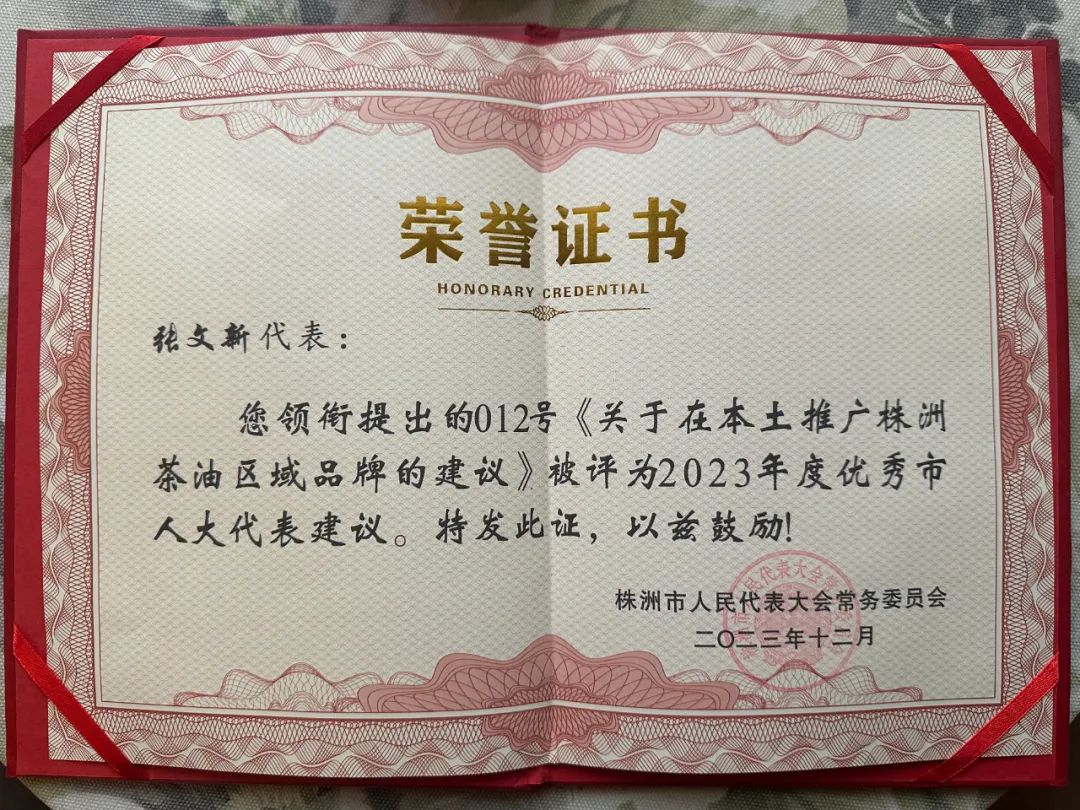 荣誉证书
HONORARY CREDENTIAL
张文新代表：
您领衔提出的012号《关于在本土推广株洲
茶油区域品牌的建议》被评为2023年度优秀市
人大代表建议。特发此证，以兹鼓励!
株洲市人民代表大会常务委员会
二〇二三年十二月